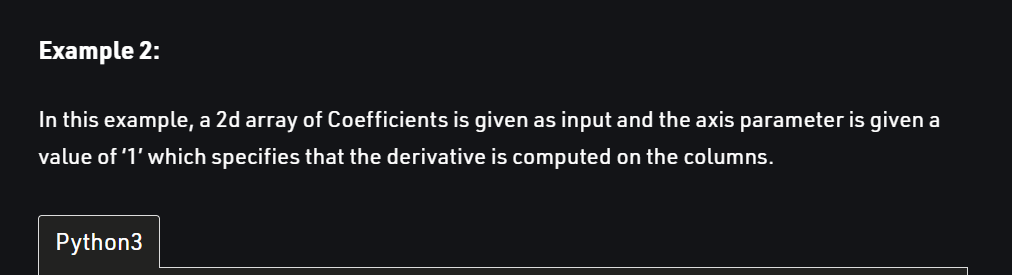 Example 2:
In this example, a 2d array of Coefficients is given as input and the axis parameter is given a
value of ‘1’ which specifies that the derivative is computed on the columns.
Python3